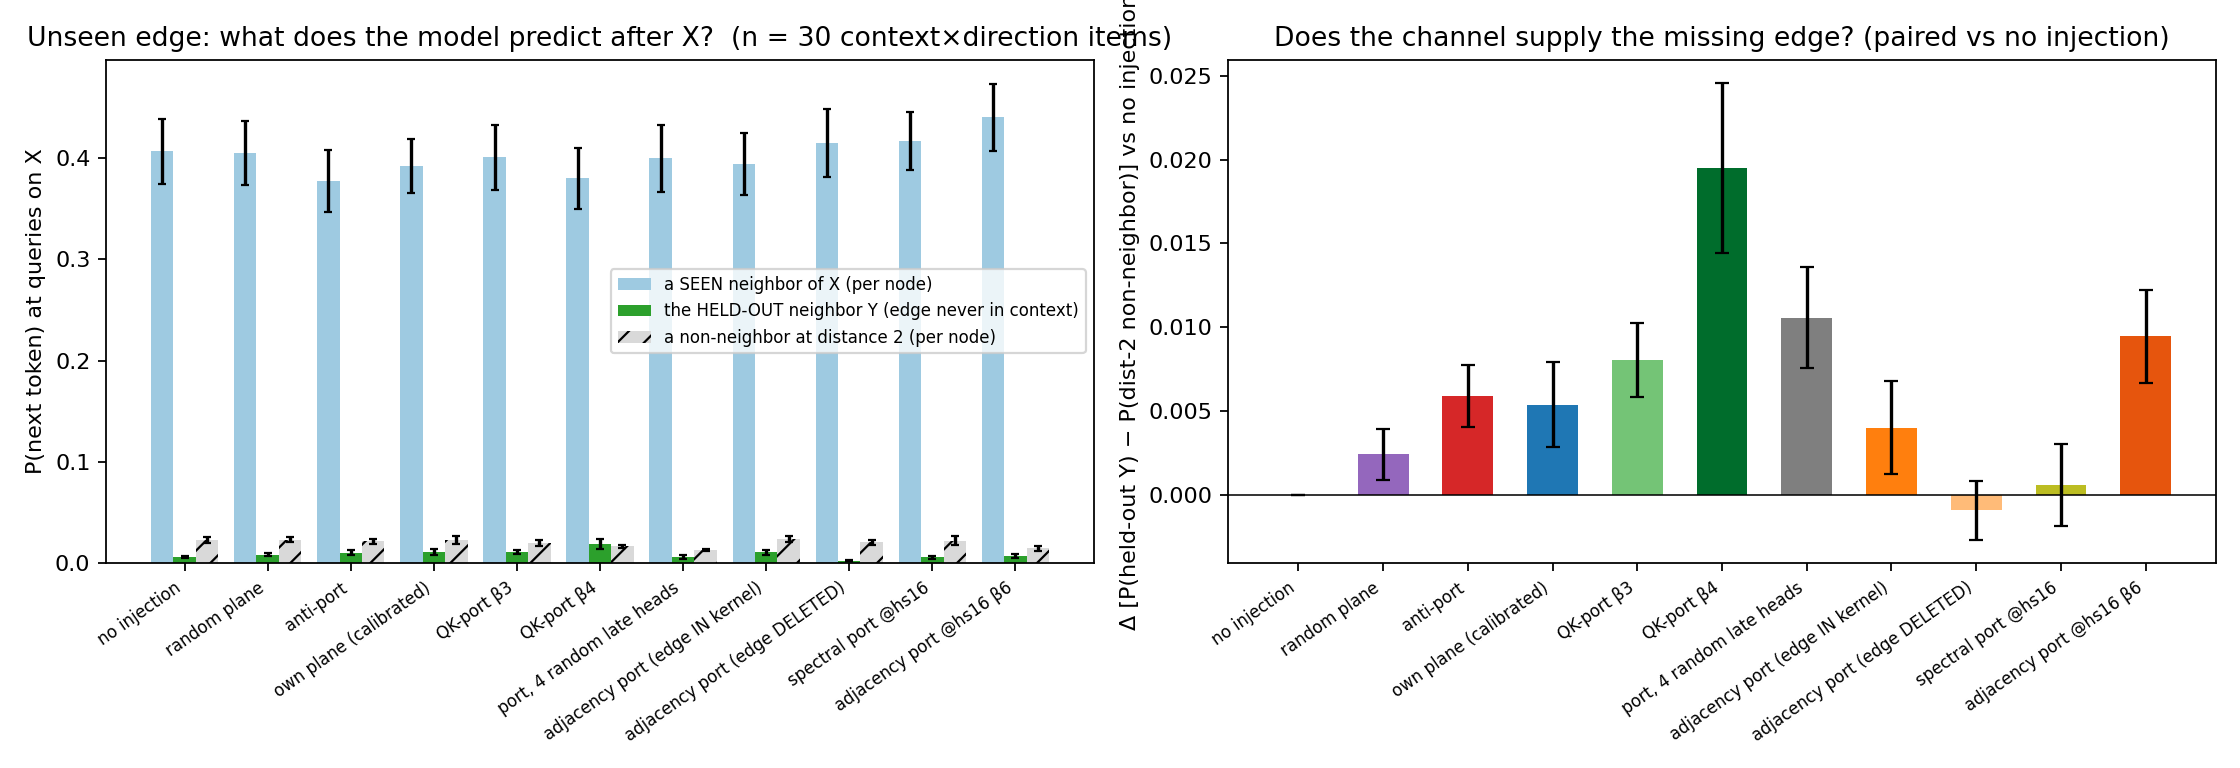 Unseen edge: what does the model predict after X?  (n = 30 context×direction items)
P(next token) at queries on X
0.4
0.3
0.2
0.1
0.0
a SEEN neighbor of X (per node)
the HELD-OUT neighbor Y (edge never in context)
a non-neighbor at distance 2 (per node)
no injection
random plane
anti-port
own plane (calibrated)
QK-port β3
QK-port β4
port, 4 random late heads
adjacency port (edge IN kernel)
adjacency port (edge DELETED)
spectral port @hs16
adjacency port @hs16 β6
Does the channel supply the missing edge? (paired vs no injection)
Δ [P(held-out Y) − P(dist-2 non-neighbor)] vs no injection
0.025
0.020
0.015
0.010
0.005
0.000
no injection
random plane
anti-port
own plane (calibrated)
QK-port β3
QK-port β4
port, 4 random late heads
adjacency port (edge IN kernel)
adjacency port (edge DELETED)
spectral port @hs16
adjacency port @hs16 β6